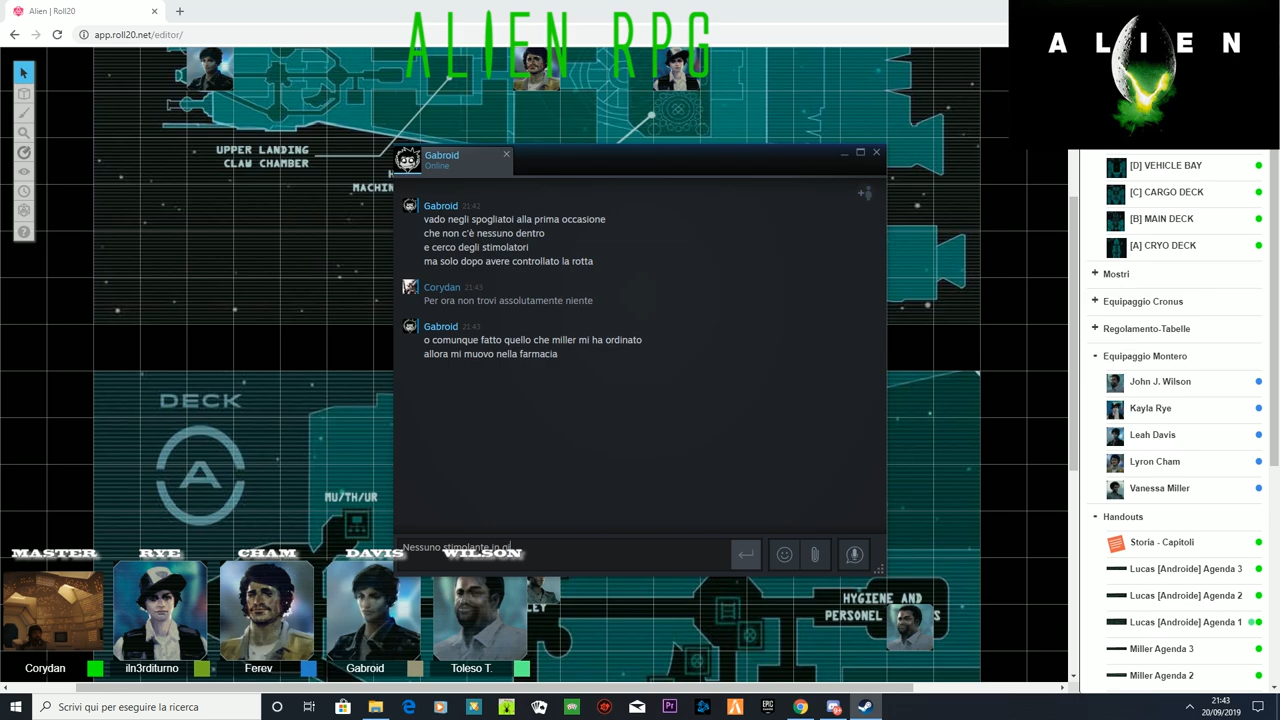 Alien | Roll20
app.roll20.net/editor/
ALIEN RPG
ALIEN
UPPER LANDING
CLAW CHAMBER
MACHIN
Gabroid
Online
Gabroid 21:42
vado negli spogliatoi alla prima occasione
che non c'è nessuno dentro
e cerco degli stimolatori
ma solo dopo avere controllato la rotta
Corydan 21:43
Per ora non trovi assolutamente niente
Gabroid 21:43
o comunque fatto quello che miller mi ha ordinato
allora mi muovo nella farmacia
Nessuno stimolante in gi
[D] VEHICLE BAY
[C] CARGO DECK
[B] MAIN DECK
[A] CRYO DECK
+ Mostri
+ Equipaggio Cronus
+ Regolamento-Tabelle
- Equipaggio Montero
John J. Wilson
Kayla Rye
Leah Davis
Lyron Cham
Vanessa Miller
- Handouts
Storia - Capitoli
Lucas [Androide] Agenda 3
Lucas [Androide] Agenda 2
Lucas [Androide] Agenda 1
Miller Agenda 3
Miller Agenda 2
DECK
A
MU/TH/UR
LEY
HYGIENE AND
PERSONEL
S
MASTER
RYE
CHAM
DAVIS
WILSON
Corydan
iln3rditurno
Ferev
Gabroid
Toleso T.
Scrivi qui per eseguire la ricerca
21:43
20/09/2019